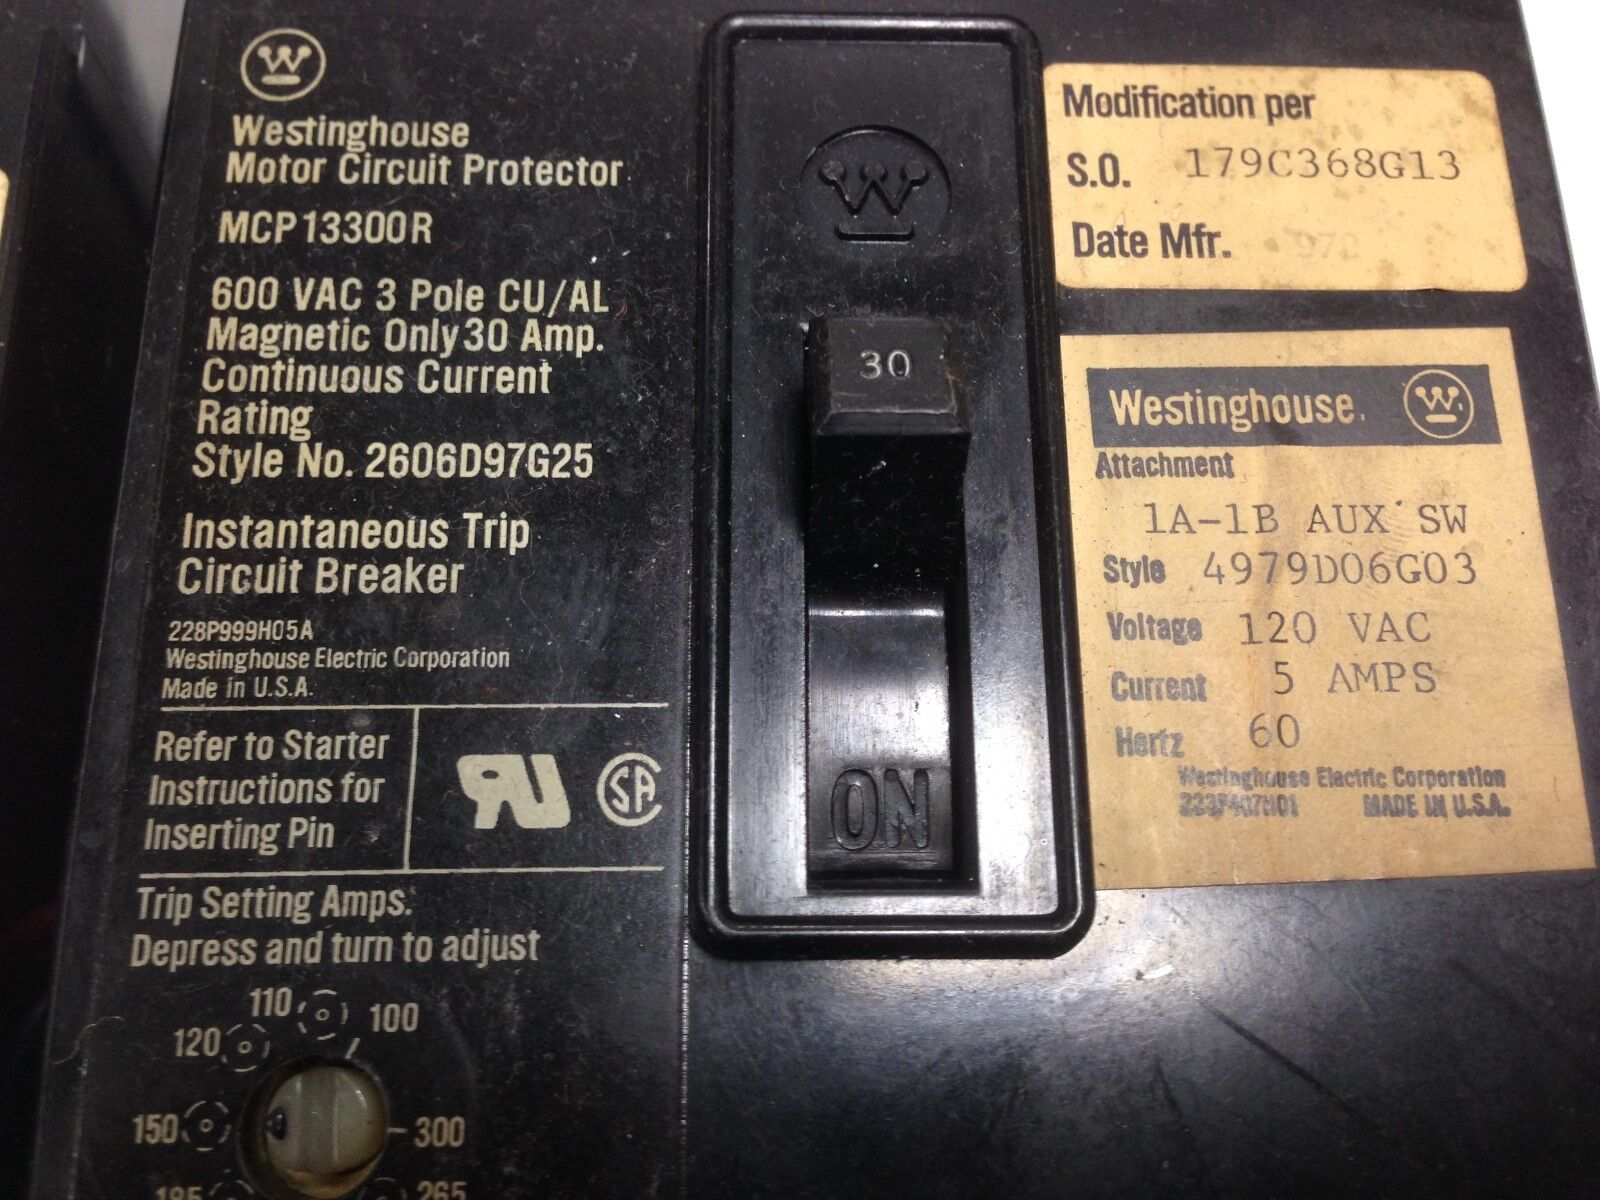 W
Westinghouse
Motor Circuit Protector
MCP13300R
600 VAC 3 Pole CU/AL
Magnetic Only 30 Amp.
Continuous Current
Rating
Style No. 2606D97G25
Instantaneous Trip
Circuit Breaker
228P999H05A
Westinghouse Electric Corporation
Made in U.S.A.
Refer to Starter
Instructions for
Inserting Pin
UR
SA
Trip Setting Amps.
Depress and turn to adjust
110
100
120
150
300
185
265
W
30
ON
Modification per
S.O. 179C368G13
Date Mfr.
Westinghouse W
Attachment
1A-1B AUX SW
Style 4979D06G03
Voltage 120 VAC
Current 5 AMPS
Hertz 60
Westinghouse Electric Corporation
MADE IN U.S.A.